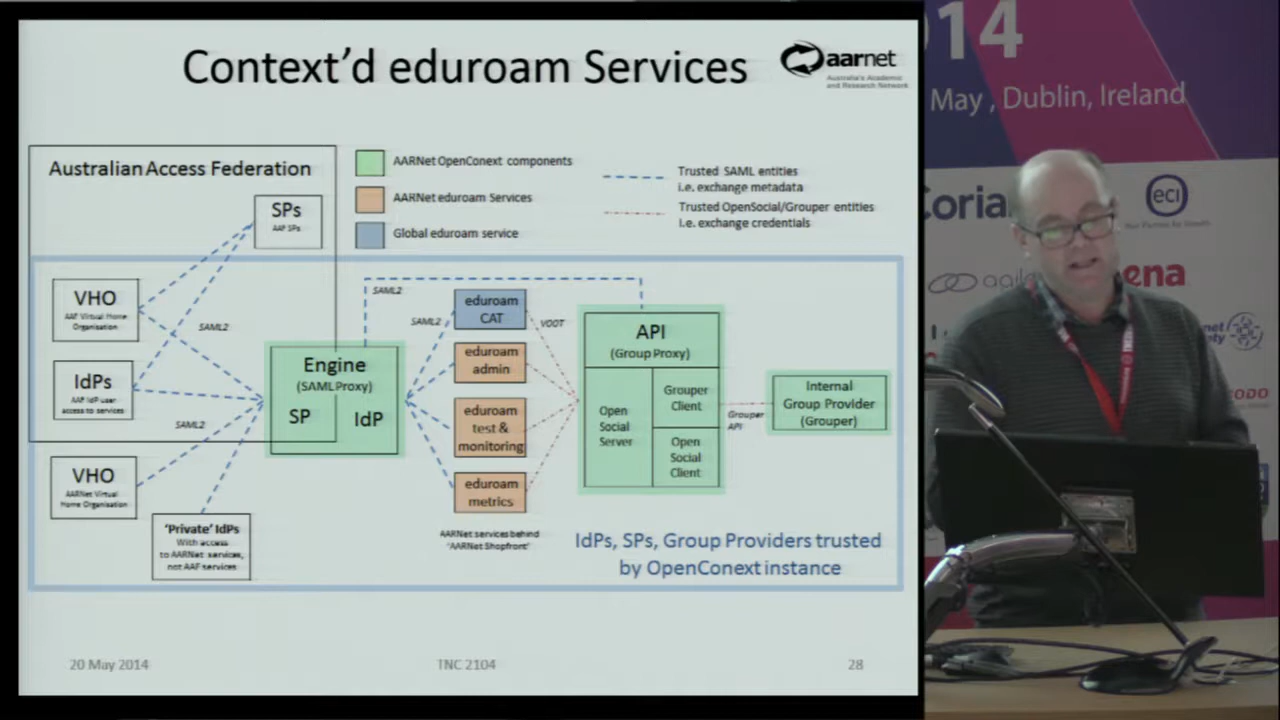 Context'd eduroam Services
aarnet
Australia's Academic
and Research Network
Australian Access Federation
AARNet OpenConext components
AARNet eduroam Services
Global eduroam service
Trusted SAML entities
i.e. exchange metadata
Trusted OpenSocial/Grouper entities
i.e. exchange credentials
SPs
AAF SPs
VHO
AAF Virtual Home
Organisation
SAML2
IdPs
AAF IdP user
access to services
SAML2
VHO
AARNet Virtual
Home Organisation
'Private' IdPs
With access
to AARNet services,
not AAF services
Engine
(SAML Proxy)
SP
IdP
SAML2
SAML2
eduroam
CAT
VOOT
eduroam
admin
eduroam
test &
monitoring
eduroam
metrics
AARNet services behind
'AARNet Shopfront'
API
(Group Proxy)
Open
Social
Server
Grouper
Client
Open
Social
Client
Grouper
API
Internal
Group Provider
(Grouper)
IdPs, SPs, Group Providers trusted
by OpenConext instance
20 May 2014
TNC 2104
28
014
May , Dublin, Ireland
Coria
eci